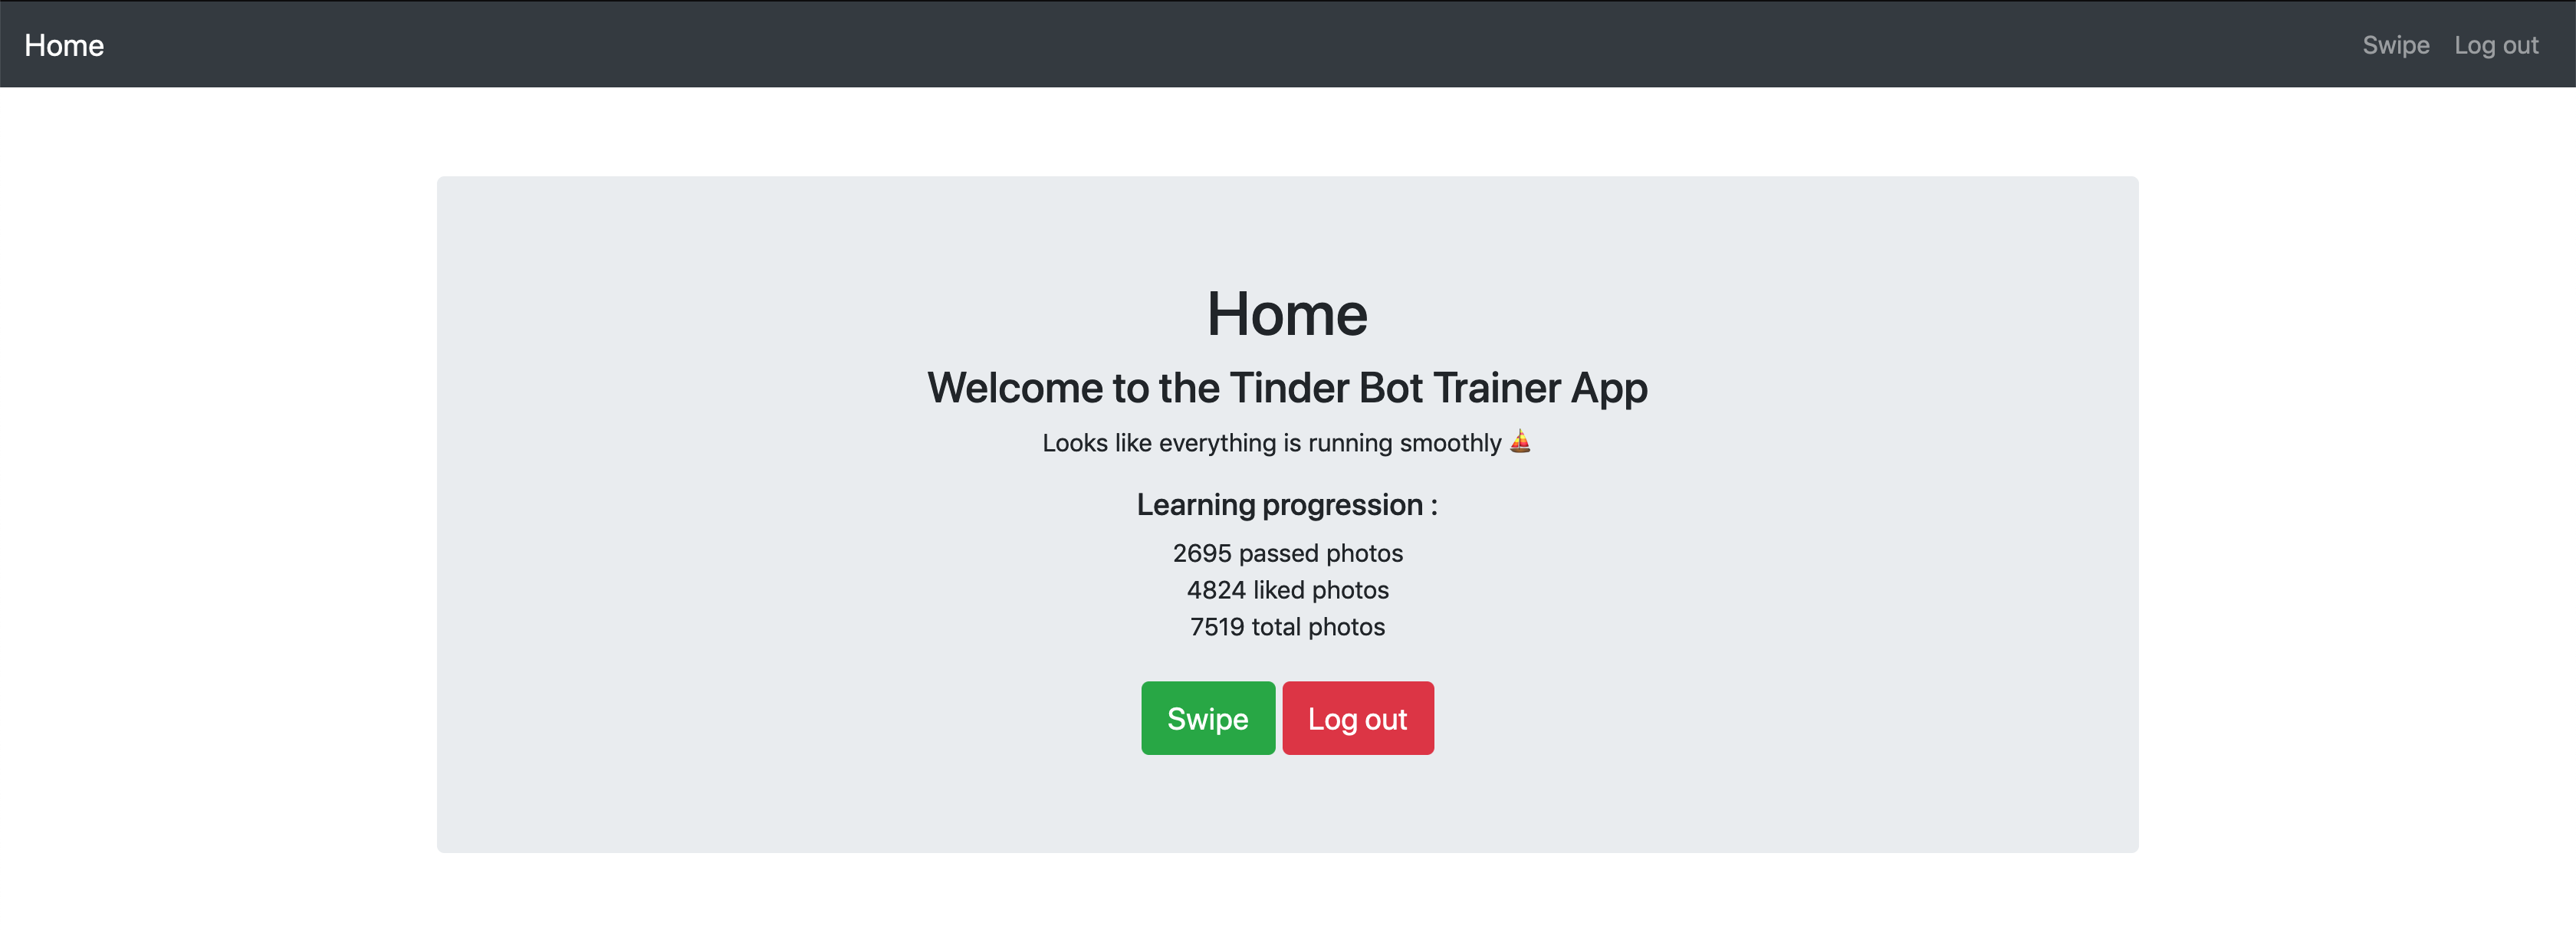 Home Swipe Log out
Home
Welcome to the Tinder Bot Trainer App
Looks like everything is running smoothly ⛵
Learning progression :
2695 passed photos
4824 liked photos
7519 total photos
Swipe Log out